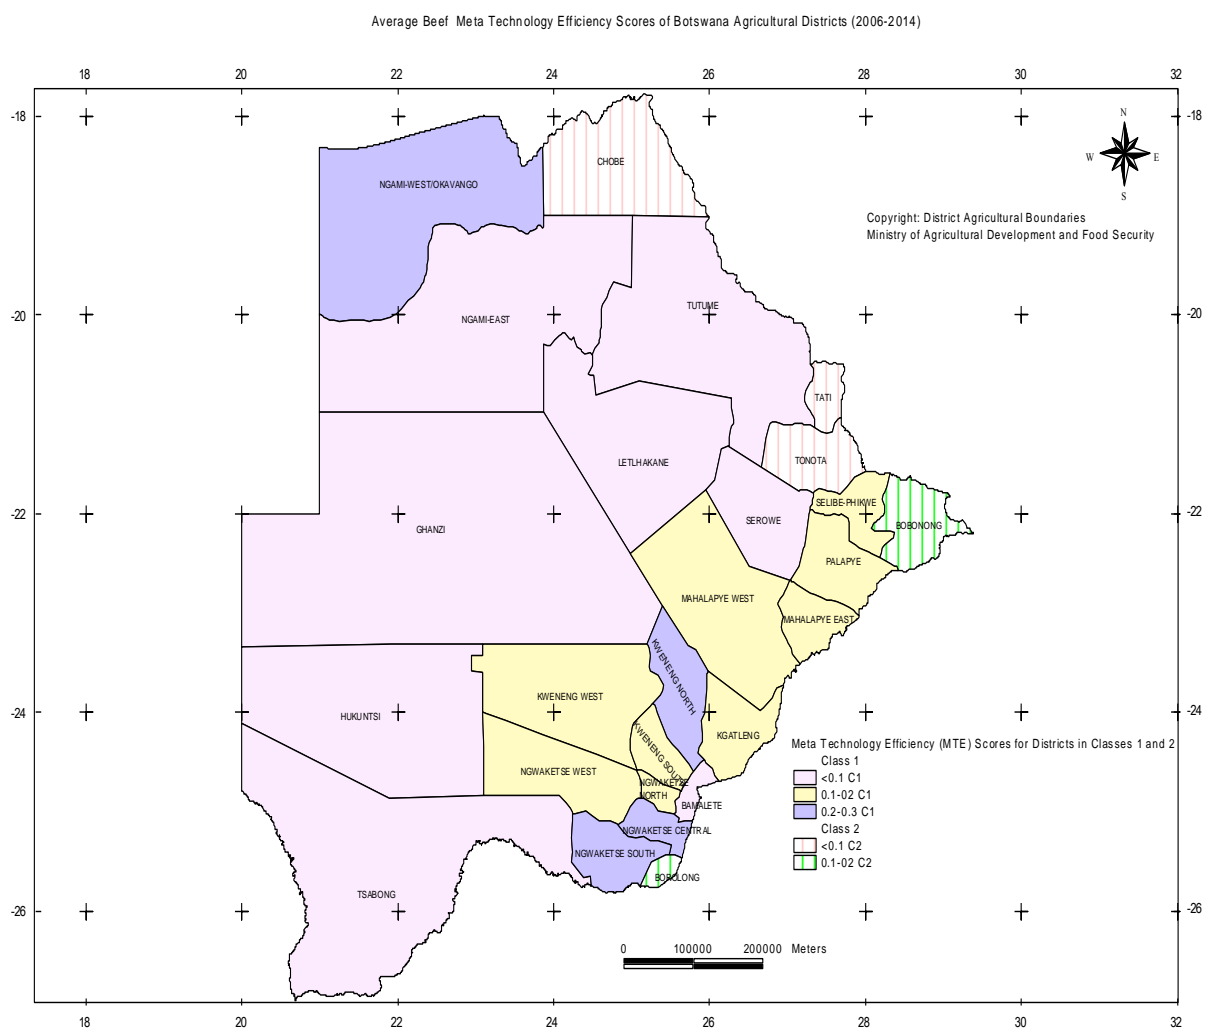 Average Beef Meta Technology Efficiency Scores of Botswana Agricultural Districts (2006-2014)
18 20 22 24 26 28 30 32
-18 -18
N
W E
S
CHOBE
NGAMI-WEST/OKAVANGO
Copyright: District Agricultural Boundaries
Ministry of Agricultural Development and Food Security
TUTUME
-20 NGAMI-EAST -20
TATI
TONOTA
LETLHAKANE
SELIBE-PHIKWE
-22 GHANZI SEROWE BOBONONG -22
PALAPYE
MAHALAPYE WEST
MAHALAPYE EAST
KWENENG NORTH
KWENENG WEST
-24 HUKUNTSI -24
KGATLENG
KWENENG SOUTH
Meta Technology Efficiency (MTE) Scores for Districts in Classes 1 and 2
Class 1
<0.1 C1
0.1-02 C1
0.2-0.3 C1
Class 2
<0.1 C2
0.1-02 C2
NGWAKETSE WEST
NGWAKETSE
NORTH
BAMALETE
NGWAKETSE CENTRAL
NGWAKETSE SOUTH
BOROLONG
TSABONG
-26 -26
0 100000 200000 Meters
18 20 22 24 26 28 30 32